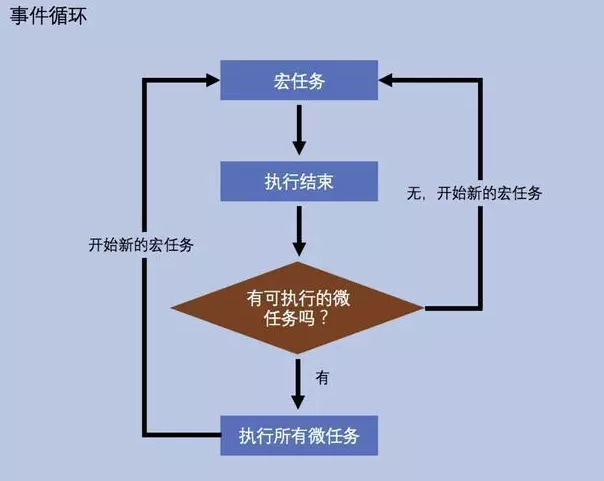 事件循环
宏任务
执行结束
无，开始新的宏任务
开始新的宏任务
有可执行的微
任务吗？
有
执行所有微任务